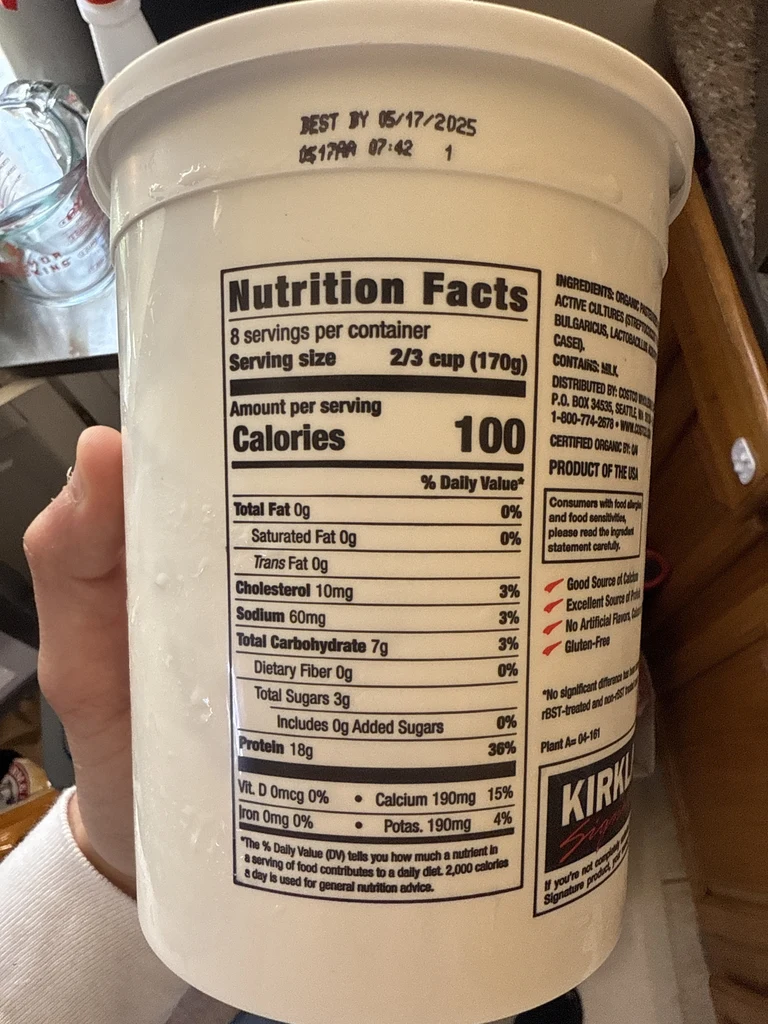 BEST BY 05/17/2025
0517AA 07:42 1
Nutrition Facts
8 servings per container
Serving size 2/3 cup (170g)
Amount per serving
Calories 100
% Daily Value*
Total Fat 0g 0%
Saturated Fat 0g 0%
Trans Fat 0g
Cholesterol 10mg 3%
Sodium 60mg 3%
Total Carbohydrate 7g 3%
Dietary Fiber 0g 0%
Total Sugars 3g
Includes 0g Added Sugars 0%
Protein 18g 36%
Vit. D 0mcg 0% • Calcium 190mg 15%
Iron 0mg 0% • Potas. 190mg 4%
*The % Daily Value (DV) tells you how much a nutrient in
a serving of food contributes to a daily diet. 2,000 calories
a day is used for general nutrition advice.
INGREDIENTS: ORGANIC
ACTIVE CULTURES
BULGARICUS,
CASEI).
CONTAINS: MILK.
DISTRIBUTED BY: COSTCO
P.O. BOX 34535, SEATTLE,
1-800-774-2678 •
CERTIFIED ORGANIC BY:
PRODUCT OF THE USA
Consumers with food
and food sensitivities,
please read the ingredient
statement carefully.
Good Source of Calcium
Excellent Source of
No Artificial Flavors,
Gluten-Free
*No significant difference has
rBST-treated and non-rBST
Plant A= 04-161
KIRKL
If you're not completely
Signature product,